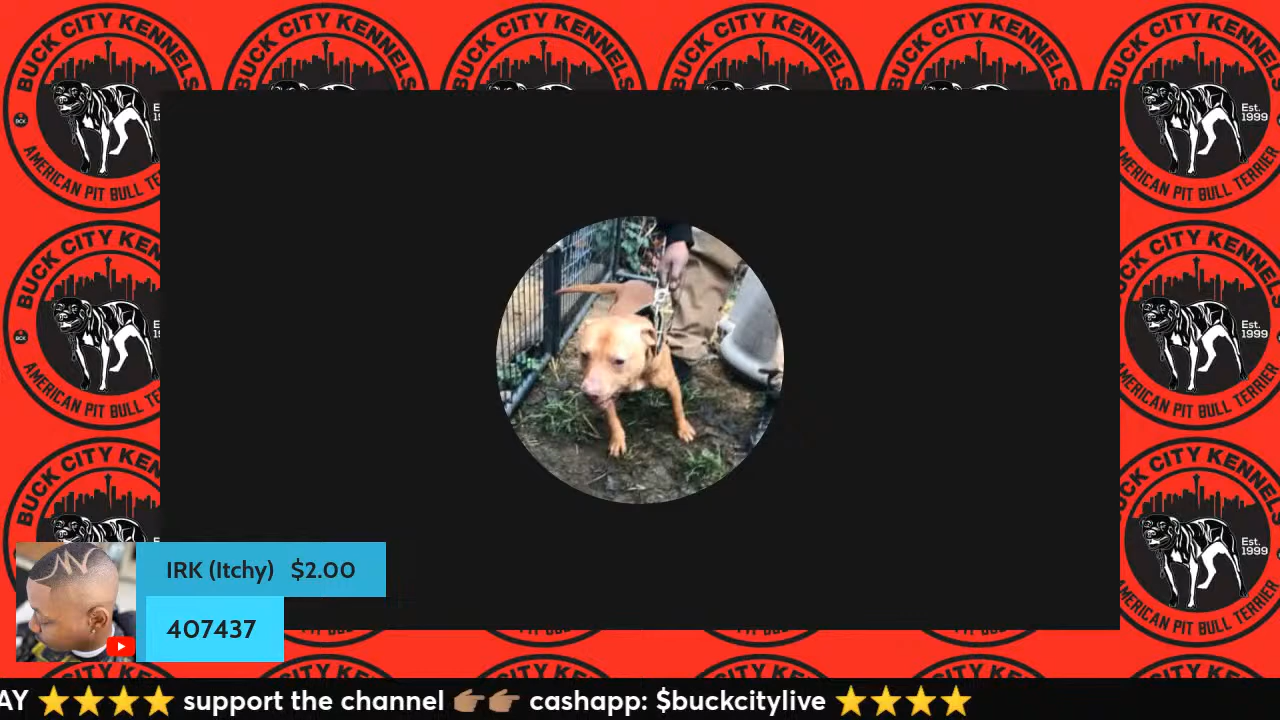 BUCK CITY KENNELS
Est. 1999
AMERICAN PIT BULL TERRIER
IRK (Itchy) $2.00
407437
AY ⭐⭐⭐⭐ support the channel 👉🏽👉🏽 cashapp: $buckcitylive ⭐⭐⭐⭐